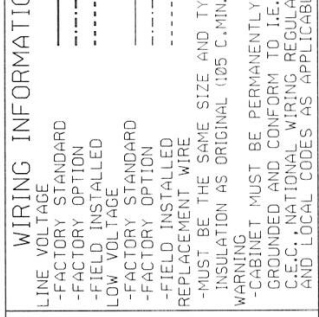 WIRING INFORMATIO
LINE VOLTAGE
-FACTORY STANDARD
-FACTORY OPTION
-FIELD INSTALLED
LOW VOLTAGE
-FACTORY STANDARD
-FACTORY OPTION
-FIELD INSTALLED
REPLACEMENT WIRE
-MUST BE THE SAME SIZE AND TY
INSULATION AS ORIGINAL (105 C.MIN.
WARNING
-CABINET MUST BE PERMANENTLY
GROUNDED AND CONFORM TO I.E.
C.E.C., NATIONAL WIRING REGULA
AND LOCAL CODES AS APPLICABL